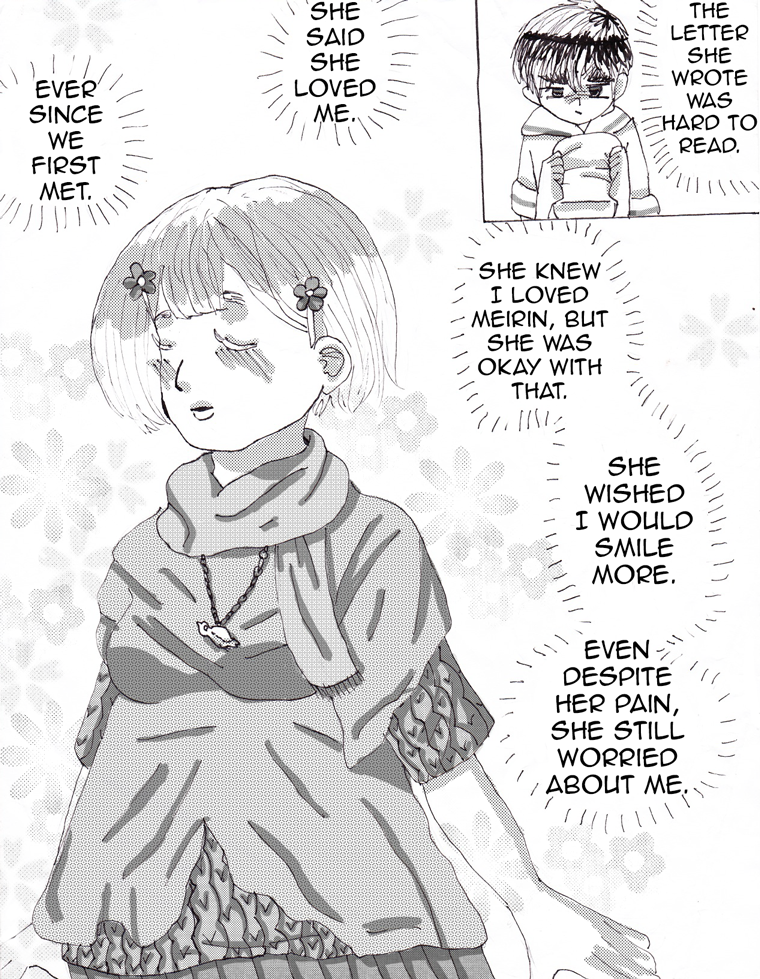 THE
LETTER
SHE
WROTE
WAS
HARD TO
READ.
SHE
SAID
SHE
LOVED
ME.
EVER
SINCE
WE
FIRST
MET.
SHE KNEW
I LOVED
MEIRIN, BUT
SHE WAS
OKAY WITH
THAT.
SHE
WISHED
I WOULD
SMILE
MORE.
EVEN
DESPITE
HER PAIN,
SHE STILL
WORRIED
ABOUT ME.